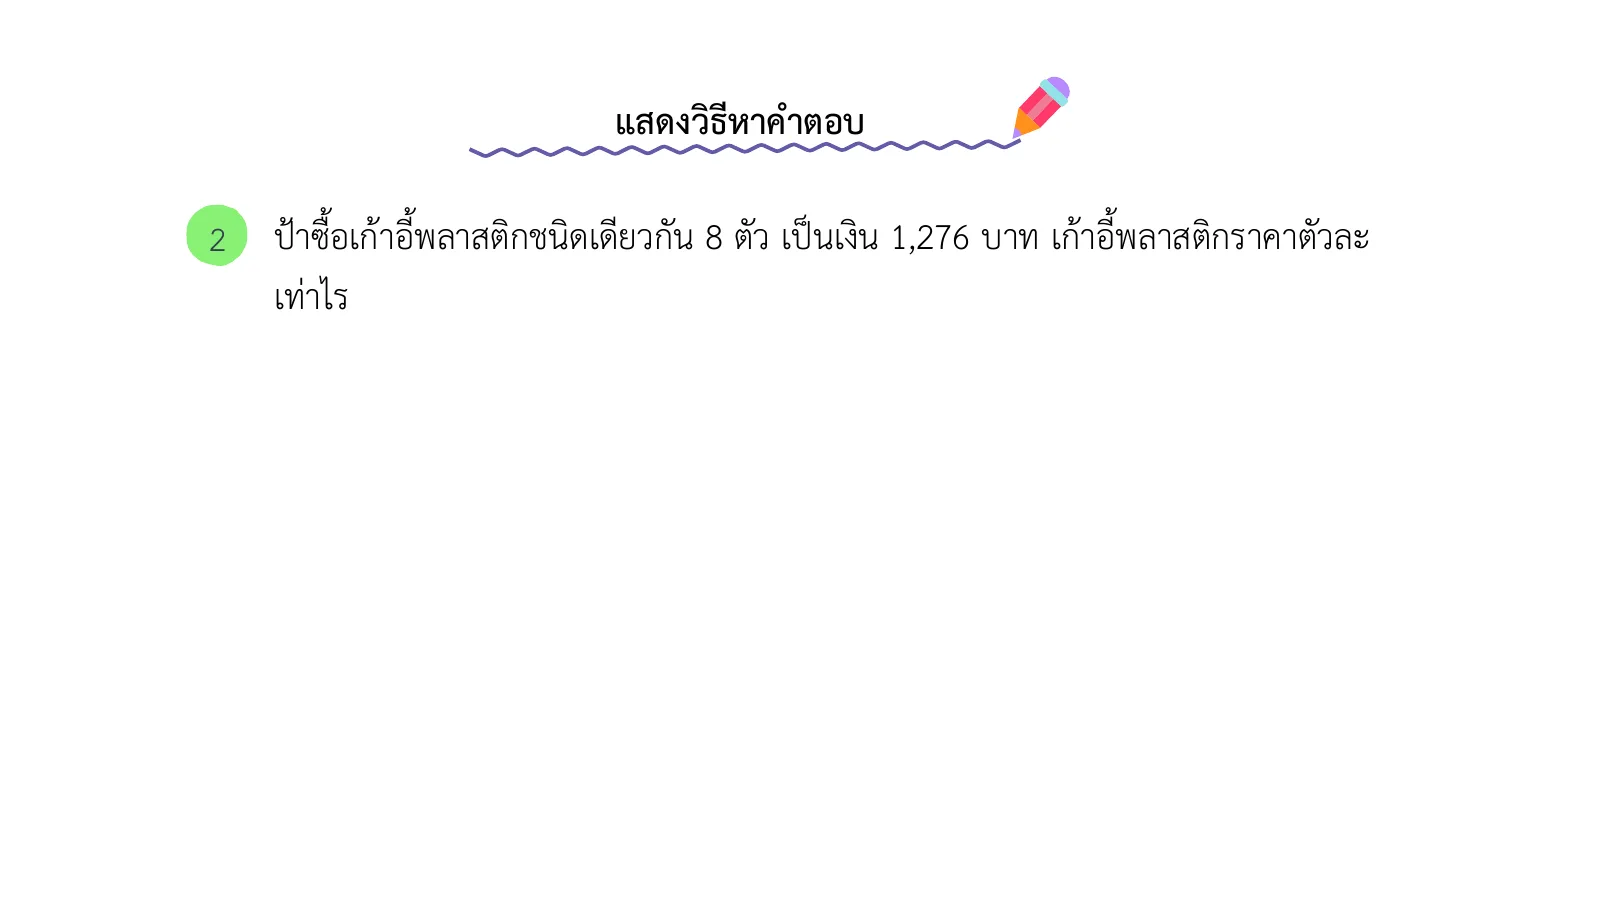 แสดงวิธีหาคำตอบ
2 ป้าซื้อเก้าอี้พลาสติกชนิดเดียวกัน 8 ตัว เป็นเงิน 1,276 บาท เก้าอี้พลาสติกราคาตัวละ
เท่าไร